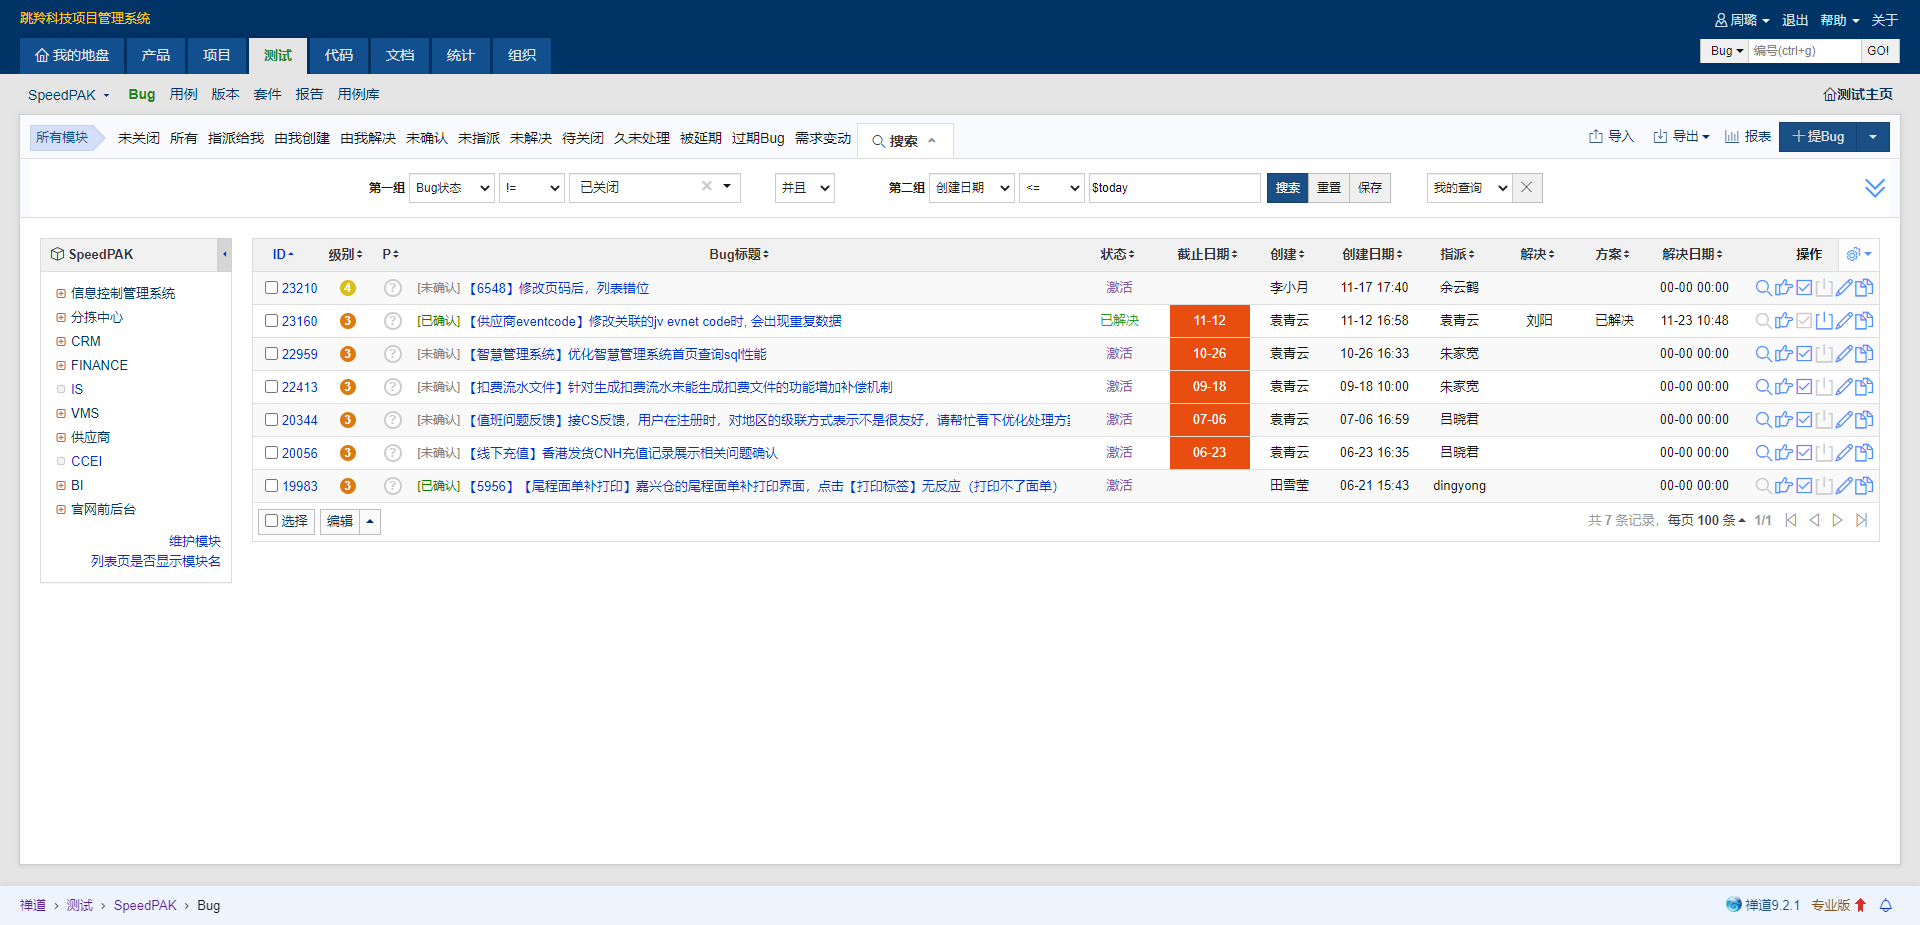 跳羚科技项目管理系统
周璐 退出 帮助 关于
我的地盘 产品 项目 测试 代码 文档 统计 组织
Bug 编号(ctrl+g) GO!
SpeedPAK Bug 用例 版本 套件 报告 用例库 测试主页
所有模块 未关闭 所有 指派给我 由我创建 由我解决 未确认 未指派 未解决 待关闭 久未处理 被延期 过期Bug 需求变动 搜索 导入 导出 报表 提Bug
第一组 Bug状态 != 已关闭 并且 第二组 创建日期 <= $today 搜索 重置 保存 我的查询
SpeedPAK
信息控制管理系统
分拣中心
CRM
FINANCE
IS
VMS
供应商
CCEI
BI
官网前后台
维护模块
列表页是否显示模块名
ID 级别 P Bug标题 状态 截止日期 创建 创建日期 指派 解决 方案 解决日期 操作
23210 4 ? [未确认] 【6548】修改页码后，列表错位 激活 李小月 11-17 17:40 余云鹤 00-00 00:00
23160 3 ? [已确认] 【供应商eventcode】修改关联的jv evnet code时, 会出现重复数据 已解决 11-12 袁青云 11-12 16:58 袁青云 刘阳 已解决 11-23 10:48
22959 3 ? [未确认] 【智慧管理系统】优化智慧管理系统首页查询sql性能 激活 10-26 袁青云 10-26 16:33 朱家宽 00-00 00:00
22413 3 ? [未确认] 【扣费流水文件】针对生成扣费流水未能生成扣费文件的功能增加补偿机制 激活 09-18 袁青云 09-18 10:00 朱家宽 00-00 00:00
20344 3 ? [未确认] 【值班问题反馈】接CS反馈，用户在注册时，对地区的级联方式表示不是很友好，请帮忙看下优化处理方案 激活 07-06 袁青云 07-06 16:59 吕晓君 00-00 00:00
20056 3 ? [未确认] 【线下充值】香港发货CNH充值记录展示相关问题确认 激活 06-23 袁青云 06-23 16:35 吕晓君 00-00 00:00
19983 3 ? [已确认] 【5956】【尾程面单补打印】嘉兴仓的尾程面单补打印界面，点击【打印标签】无反应（打印不了面单） 激活 田雪莹 06-21 15:43 dingyong 00-00 00:00
选择 编辑 共 7 条记录，每页 100 条 1/1
禅道 › 测试 › SpeedPAK › Bug 禅道9.2.1 专业版